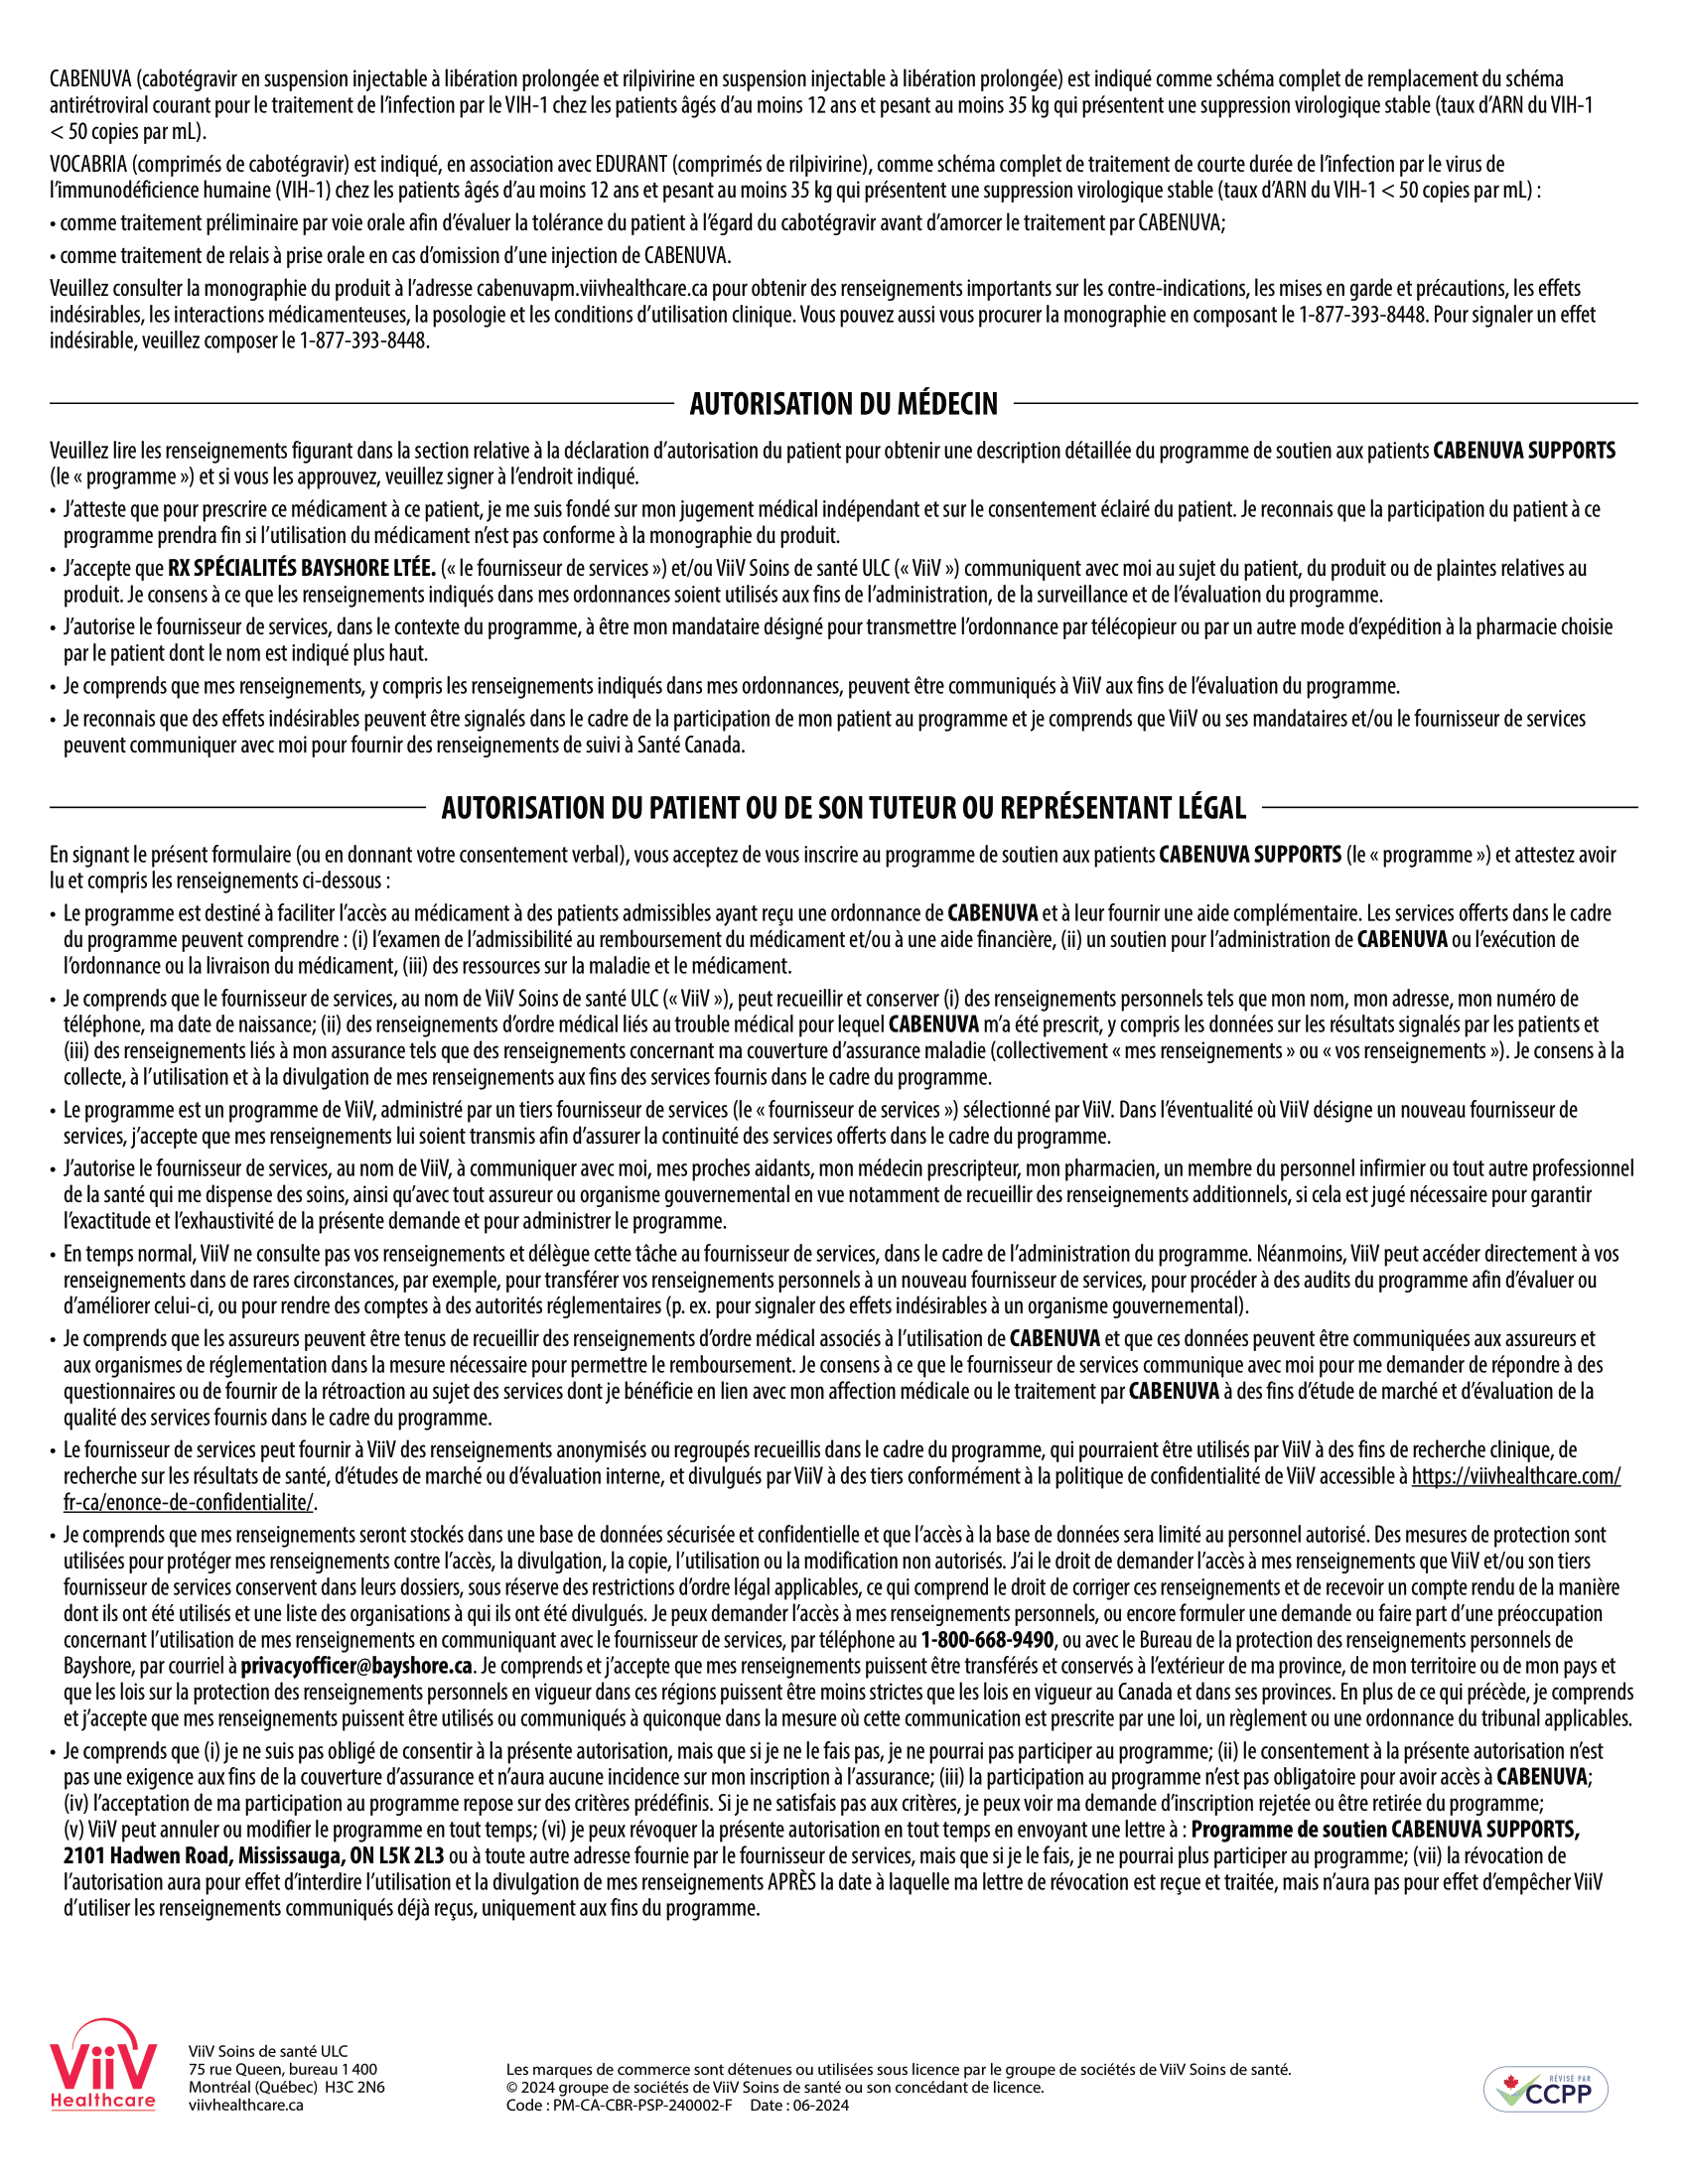 CABENUVA (cabotégravir en suspension injectable à libération prolongée et rilpivirine en suspension injectable à libération prolongée) est indiqué comme schéma complet de remplacement du schéma
antirétroviral courant pour le traitement de l’infection par le VIH-1 chez les patients âgés d’au moins 12 ans et pesant au moins 35 kg qui présentent une suppression virologique stable (taux d’ARN du VIH-1
< 50 copies par mL).
VOCABRIA (comprimés de cabotégravir) est indiqué, en association avec EDURANT (comprimés de rilpivirine), comme schéma complet de traitement de courte durée de l’infection par le virus de
l’immunodéficience humaine (VIH-1) chez les patients âgés d’au moins 12 ans et pesant au moins 35 kg qui présentent une suppression virologique stable (taux d’ARN du VIH-1 < 50 copies par mL) :
• comme traitement préliminaire par voie orale afin d’évaluer la tolérance du patient à l’égard du cabotégravir avant d’amorcer le traitement par CABENUVA;
• comme traitement de relais à prise orale en cas d’omission d’une injection de CABENUVA.
Veuillez consulter la monographie du produit à l’adresse cabenuvapm.viivhealthcare.ca pour obtenir des renseignements importants sur les contre-indications, les mises en garde et précautions, les effets
indésirables, les interactions médicamenteuses, la posologie et les conditions d’utilisation clinique. Vous pouvez aussi vous procurer la monographie en composant le 1-877-393-8448. Pour signaler un effet
indésirable, veuillez composer le 1-877-393-8448.
AUTORISATION DU MÉDECIN
Veuillez lire les renseignements figurant dans la section relative à la déclaration d’autorisation du patient pour obtenir une description détaillée du programme de soutien aux patients CABENUVA SUPPORTS
(le « programme ») et si vous les approuvez, veuillez signer à l’endroit indiqué.
• J’atteste que pour prescrire ce médicament à ce patient, je me suis fondé sur mon jugement médical indépendant et sur le consentement éclairé du patient. Je reconnais que la participation du patient à ce
programme prendra fin si l’utilisation du médicament n’est pas conforme à la monographie du produit.
• J’accepte que RX SPÉCIALITÉS BAYSHORE LTÉE. (« le fournisseur de services ») et/ou ViiV Soins de santé ULC (« ViiV ») communiquent avec moi au sujet du patient, du produit ou de plaintes relatives au
produit. Je consens à ce que les renseignements indiqués dans mes ordonnances soient utilisés aux fins de l’administration, de la surveillance et de l’évaluation du programme.
• J’autorise le fournisseur de services, dans le contexte du programme, à être mon mandataire désigné pour transmettre l’ordonnance par télécopieur ou par un autre mode d’expédition à la pharmacie choisie
par le patient dont le nom est indiqué plus haut.
• Je comprends que mes renseignements, y compris les renseignements indiqués dans mes ordonnances, peuvent être communiqués à ViiV aux fins de l’évaluation du programme.
• Je reconnais que des effets indésirables peuvent être signalés dans le cadre de la participation de mon patient au programme et je comprends que ViiV ou ses mandataires et/ou le fournisseur de services
peuvent communiquer avec moi pour fournir des renseignements de suivi à Santé Canada.
AUTORISATION DU PATIENT OU DE SON TUTEUR OU REPRÉSENTANT LÉGAL
En signant le présent formulaire (ou en donnant votre consentement verbal), vous acceptez de vous inscrire au programme de soutien aux patients CABENUVA SUPPORTS (le « programme ») et attestez avoir
lu et compris les renseignements ci-dessous :
• Le programme est destiné à faciliter l’accès au médicament à des patients admissibles ayant reçu une ordonnance de CABENUVA et à leur fournir une aide complémentaire. Les services offerts dans le cadre
du programme peuvent comprendre : (i) l’examen de l’admissibilité au remboursement du médicament et/ou à une aide financière, (ii) un soutien pour l’administration de CABENUVA ou l’exécution de
l’ordonnance ou la livraison du médicament, (iii) des ressources sur la maladie et le médicament.
• Je comprends que le fournisseur de services, au nom de ViiV Soins de santé ULC (« ViiV »), peut recueillir et conserver (i) des renseignements personnels tels que mon nom, mon adresse, mon numéro de
téléphone, ma date de naissance; (ii) des renseignements d’ordre médical liés au trouble médical pour lequel CABENUVA m’a été prescrit, y compris les données sur les résultats signalés par les patients et
(iii) des renseignements liés à mon assurance tels que des renseignements concernant ma couverture d’assurance maladie (collectivement « mes renseignements » ou « vos renseignements »). Je consens à la
collecte, à l’utilisation et à la divulgation de mes renseignements aux fins des services fournis dans le cadre du programme.
• Le programme est un programme de ViiV, administré par un tiers fournisseur de services (le « fournisseur de services ») sélectionné par ViiV. Dans l’éventualité où ViiV désigne un nouveau fournisseur de
services, j’accepte que mes renseignements lui soient transmis afin d’assurer la continuité des services offerts dans le cadre du programme.
• J’autorise le fournisseur de services, au nom de ViiV, à communiquer avec moi, mes proches aidants, mon médecin prescripteur, mon pharmacien, un membre du personnel infirmier ou tout autre professionnel
de la santé qui me dispense des soins, ainsi qu’avec tout assureur ou organisme gouvernemental en vue notamment de recueillir des renseignements additionnels, si cela est jugé nécessaire pour garantir
l’exactitude et l’exhaustivité de la présente demande et pour administrer le programme.
• En temps normal, ViiV ne consulte pas vos renseignements et délègue cette tâche au fournisseur de services, dans le cadre de l’administration du programme. Néanmoins, ViiV peut accéder directement à vos
renseignements dans de rares circonstances, par exemple, pour transférer vos renseignements personnels à un nouveau fournisseur de services, pour procéder à des audits du programme afin d’évaluer ou
d’améliorer celui-ci, ou pour rendre des comptes à des autorités réglementaires (p. ex. pour signaler des effets indésirables à un organisme gouvernemental).
• Je comprends que les assureurs peuvent être tenus de recueillir des renseignements d’ordre médical associés à l’utilisation de CABENUVA et que ces données peuvent être communiquées aux assureurs et
aux organismes de réglementation dans la mesure nécessaire pour permettre le remboursement. Je consens à ce que le fournisseur de services communique avec moi pour me demander de répondre à des
questionnaires ou de fournir de la rétroaction au sujet des services dont je bénéficie en lien avec mon affection médicale ou le traitement par CABENUVA à des fins d’étude de marché et d’évaluation de la
qualité des services fournis dans le cadre du programme.
• Le fournisseur de services peut fournir à ViiV des renseignements anonymisés ou regroupés recueillis dans le cadre du programme, qui pourraient être utilisés par ViiV à des fins de recherche clinique, de
recherche sur les résultats de santé, d’études de marché ou d’évaluation interne, et divulgués par ViiV à des tiers conformément à la politique de confidentialité de ViiV accessible à https://viivhealthcare.com/
fr-ca/enonce-de-confidentialite/.
• Je comprends que mes renseignements seront stockés dans une base de données sécurisée et confidentielle et que l’accès à la base de données sera limité au personnel autorisé. Des mesures de protection sont
utilisées pour protéger mes renseignements contre l’accès, la divulgation, la copie, l’utilisation ou la modification non autorisés. J’ai le droit de demander l’accès à mes renseignements que ViiV et/ou son tiers
fournisseur de services conservent dans leurs dossiers, sous réserve des restrictions d’ordre légal applicables, ce qui comprend le droit de corriger ces renseignements et de recevoir un compte rendu de la manière
dont ils ont été utilisés et une liste des organisations à qui ils ont été divulgués. Je peux demander l’accès à mes renseignements personnels, ou encore formuler une demande ou faire part d’une préoccupation
concernant l’utilisation de mes renseignements en communiquant avec le fournisseur de services, par téléphone au 1-800-668-9490, ou avec le Bureau de la protection des renseignements personnels de
Bayshore, par courriel à privacyofficer@bayshore.ca. Je comprends et j’accepte que mes renseignements puissent être transférés et conservés à l’extérieur de ma province, de mon territoire ou de mon pays et
que les lois sur la protection des renseignements personnels en vigueur dans ces régions puissent être moins strictes que les lois en vigueur au Canada et dans ses provinces. En plus de ce qui précède, je comprends
et j’accepte que mes renseignements puissent être utilisés ou communiqués à quiconque dans la mesure où cette communication est prescrite par une loi, un règlement ou une ordonnance du tribunal applicables.
• Je comprends que (i) je ne suis pas obligé de consentir à la présente autorisation, mais que si je ne le fais pas, je ne pourrai pas participer au programme; (ii) le consentement à la présente autorisation n’est
pas une exigence aux fins de la couverture d’assurance et n’aura aucune incidence sur mon inscription à l’assurance; (iii) la participation au programme n’est pas obligatoire pour avoir accès à CABENUVA;
(iv) l’acceptation de ma participation au programme repose sur des critères prédéfinis. Si je ne satisfais pas aux critères, je peux voir ma demande d’inscription rejetée ou être retirée du programme;
(v) ViiV peut annuler ou modifier le programme en tout temps; (vi) je peux révoquer la présente autorisation en tout temps en envoyant une lettre à : Programme de soutien CABENUVA SUPPORTS,
2101 Hadwen Road, Mississauga, ON L5K 2L3 ou à toute autre adresse fournie par le fournisseur de services, mais que si je le fais, je ne pourrai plus participer au programme; (vii) la révocation de
l’autorisation aura pour effet d’interdire l’utilisation et la divulgation de mes renseignements APRÈS la date à laquelle ma lettre de révocation est reçue et traitée, mais n’aura pas pour effet d’empêcher ViiV
d’utiliser les renseignements communiqués déjà reçus, uniquement aux fins du programme.
ViiV
Healthcare
ViiV Soins de santé ULC
75 rue Queen, bureau 1 400
Montréal (Québec) H3C 2N6
viivhealthcare.ca
Les marques de commerce sont détenues ou utilisées sous licence par le groupe de sociétés de ViiV Soins de santé.
© 2024 groupe de sociétés de ViiV Soins de santé ou son concédant de licence.
Code : PM-CA-CBR-PSP-240002-F Date : 06-2024
RÉVISÉ PAR
CCPP